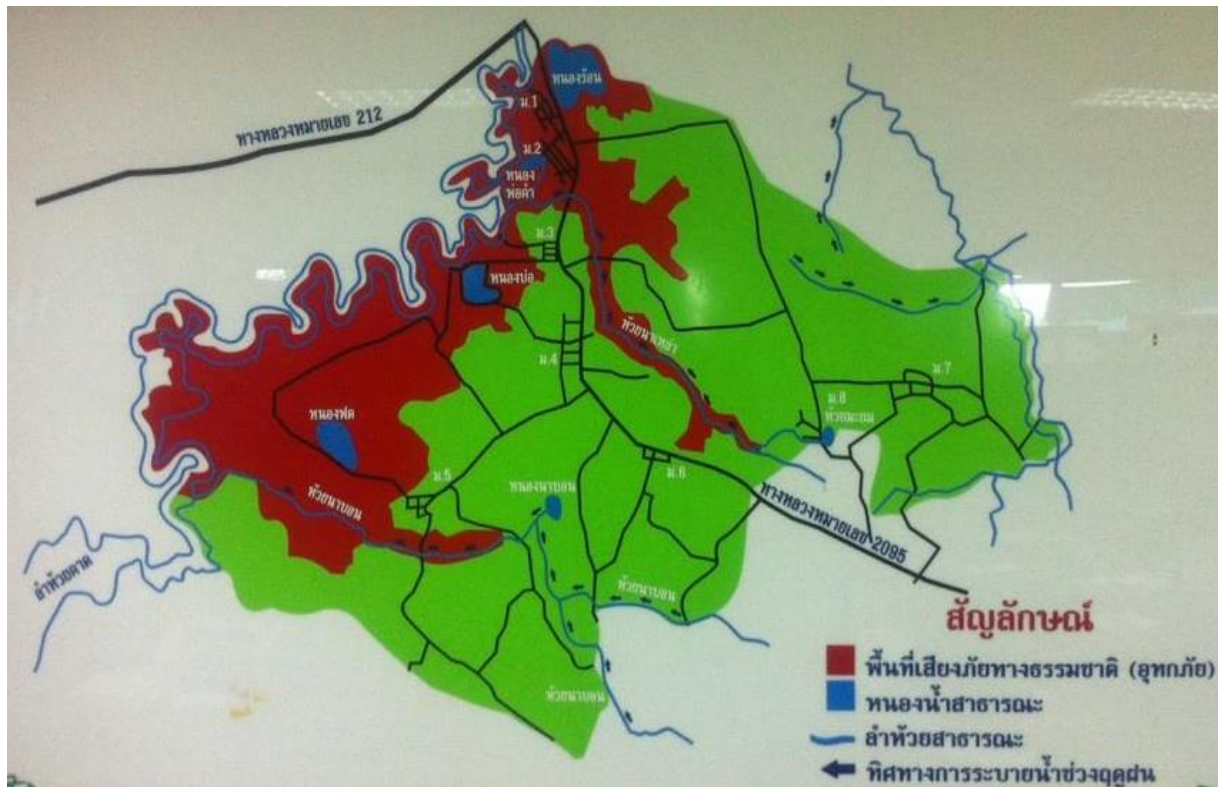 หนองร้อน
ม.1
ทางหลวงหมายเลข 212
ม.2
หนอง
พ่อคำ
ม.3
หนองบ่อ
ห้วยนาเหล่า
ม.4
ม.7
ม.8
ห้วยมะยม
หนองฟด
ม.5
ม.6
หนองนาบอน
ห้วยนาบอน
ทางหลวงหมายเลข 2095
ลำห้วยคาด
ห้วยนาบอน
ห้วยนาบอน
สัญลักษณ์
พื้นที่เสี่ยงภัยทางธรรมชาติ (อุทกภัย)
หนองน้ำสาธารณะ
ลำห้วยสาธารณะ
ทิศทางการระบายน้ำช่วงฤดูฝน